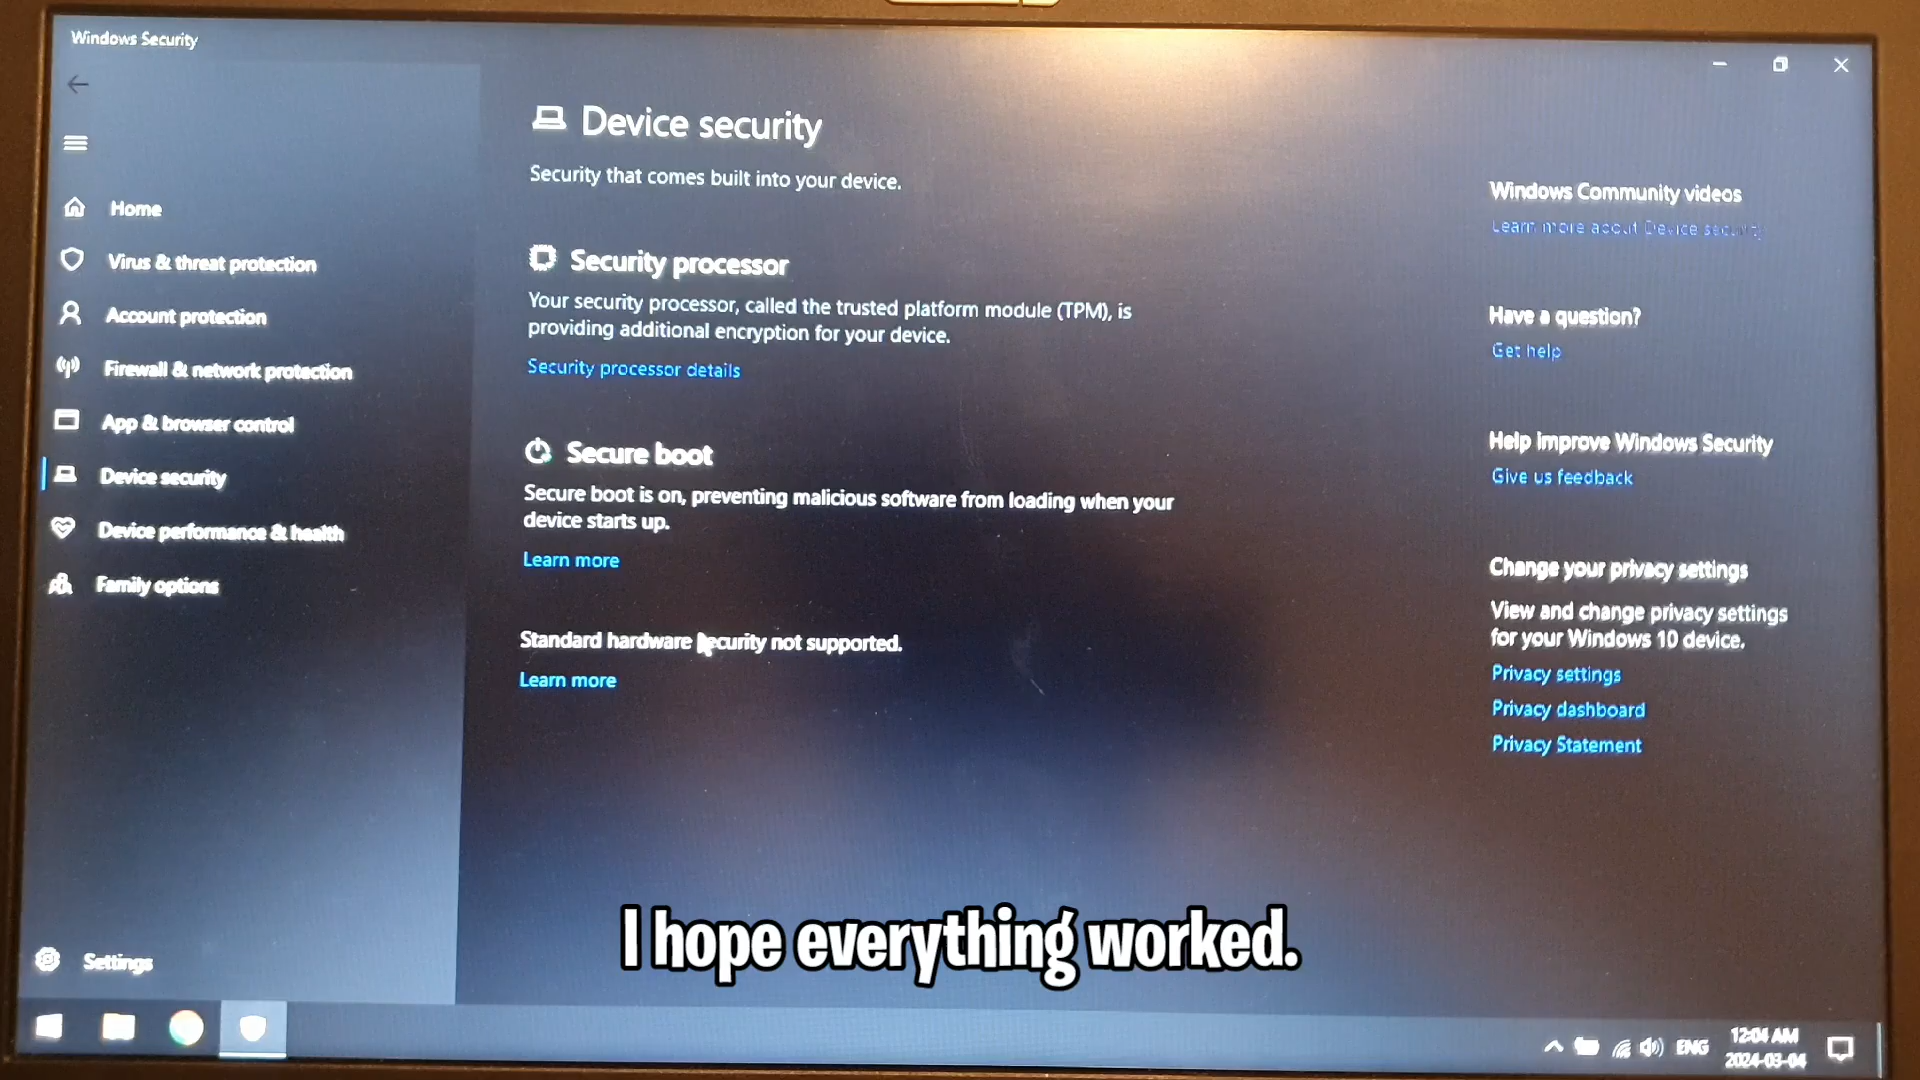 Windows Security
Home
Virus & threat protection
Account protection
Firewall & network protection
App & browser control
Device security
Device performance & health
Family options
Settings
Device security
Security that comes built into your device.
Security processor
Your security processor, called the trusted platform module (TPM), is
providing additional encryption for your device.
Security processor details
Secure boot
Secure boot is on, preventing malicious software from loading when your
device starts up.
Learn more
Standard hardware security not supported.
Learn more
Windows Community videos
Learn more about Device security
Have a question?
Get help
Help improve Windows Security
Give us feedback
Change your privacy settings
View and change privacy settings
for your Windows 10 device.
Privacy settings
Privacy dashboard
Privacy Statement
I hope everything worked.
ENG
12:04 AM
2024-03-04